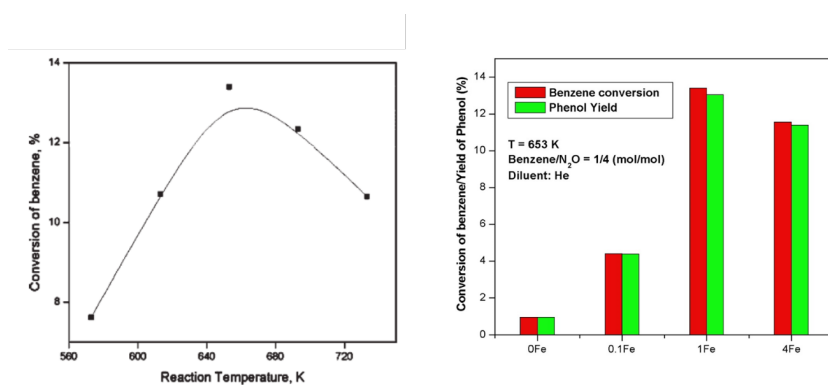 14
12
10
8
560
600
640
680
720
Conversion of benzene, %
Reaction Temperature, K
14
12
10
8
6
4
2
0
Conversion of benzene/Yield of Phenol (%)
Benzene conversion
Phenol Yield
T = 653 K
Benzene/N₂O = 1/4 (mol/mol)
Diluent: He
0Fe
0.1Fe
1Fe
4Fe